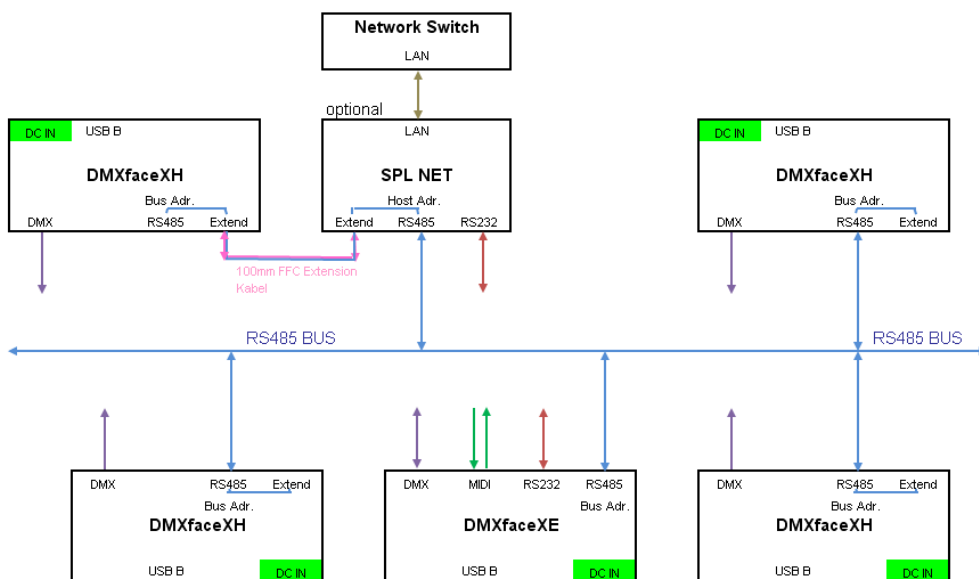 Network Switch
LAN
optional
DC IN USB B
DMXfaceXH
Bus Adr.
DMX RS485 Extend
LAN
SPL NET
Host Adr.
Extend RS485 RS232
DC IN USB B
DMXfaceXH
Bus Adr.
DMX RS485 Extend
100mm FFC Extension
Kabel
RS485 BUS
RS485 BUS
DMX RS485 Extend
Bus Adr.
DMXfaceXH
USB B DC IN
DMX MIDI RS232 RS485
Bus Adr.
DMXfaceXE
USB B DC IN
DMX RS485 Extend
Bus Adr.
DMXfaceXH
USB B DC IN